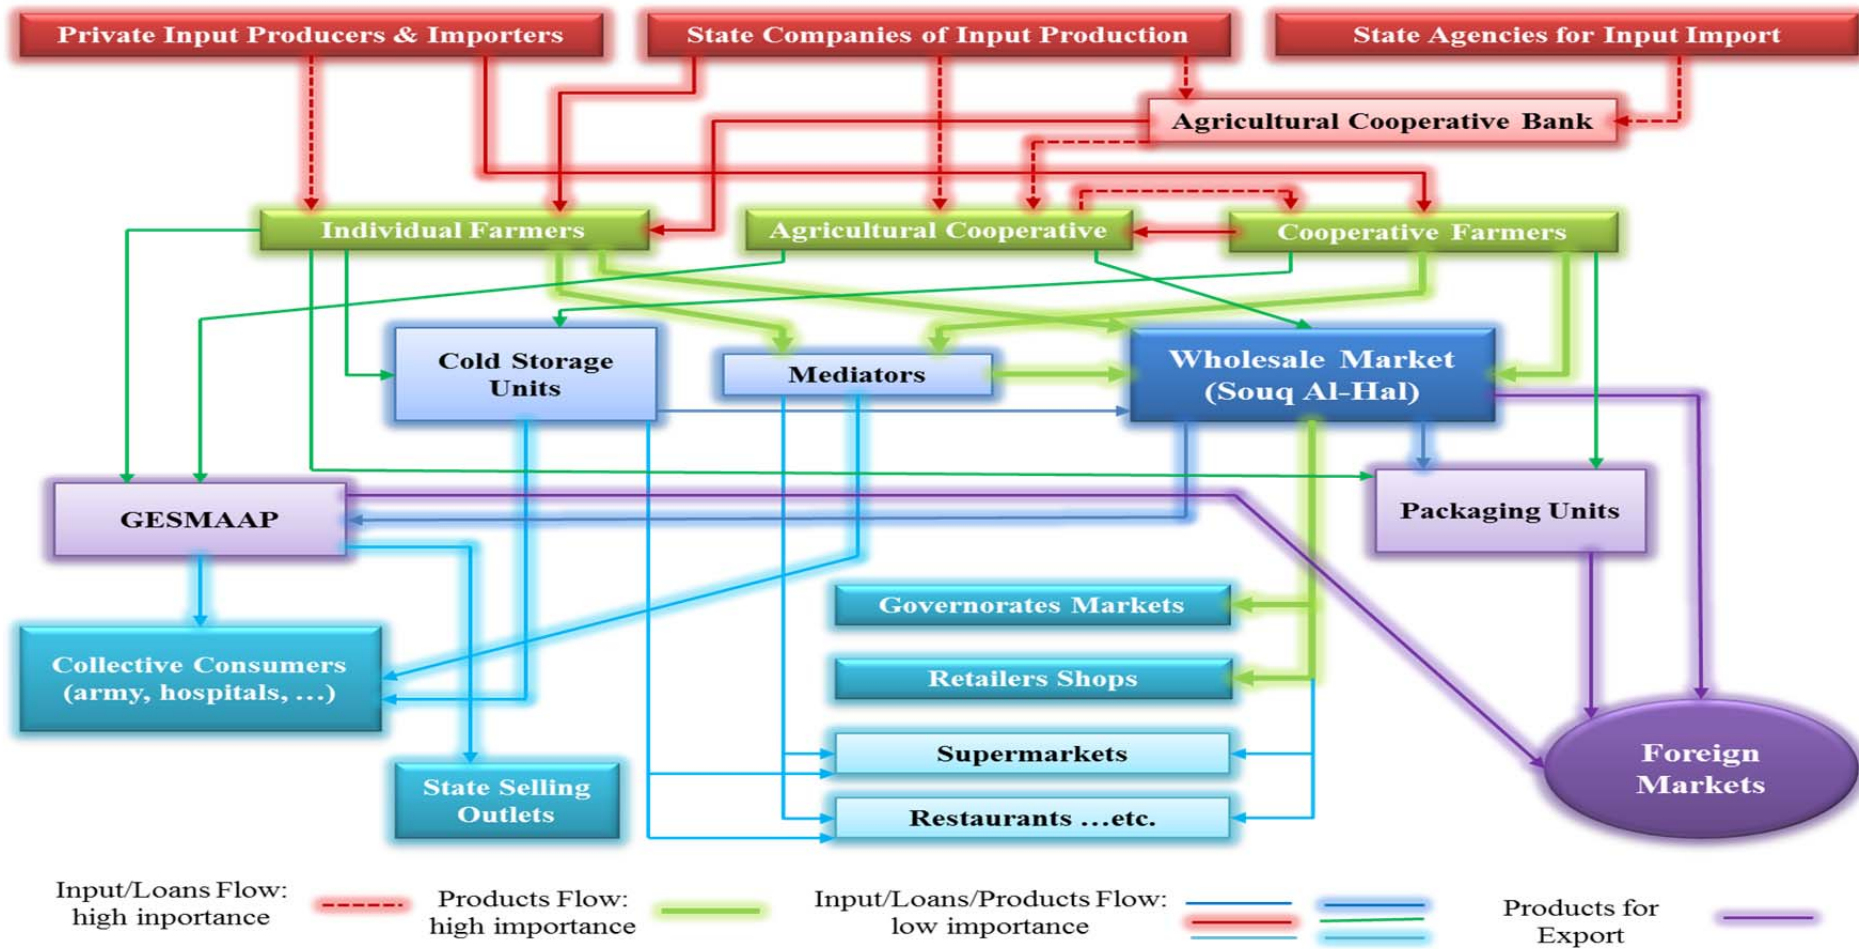 Private Input Producers & Importers
State Companies of Input Production
State Agencies for Input Import
Agricultural Cooperative Bank
Individual Farmers
Agricultural Cooperative
Cooperative Farmers
Cold Storage
Units
Mediators
Wholesale Market
(Souq Al-Hal)
GESMAAP
Packaging Units
Governorates Markets
Collective Consumers
(army, hospitals, …)
Retailers Shops
Supermarkets
Foreign
Markets
State Selling
Outlets
Restaurants …etc.
Input/Loans Flow:
high inportance
Products Flow:
high importance
Input/Loans/Products Flow:
low importance
Products for
Export